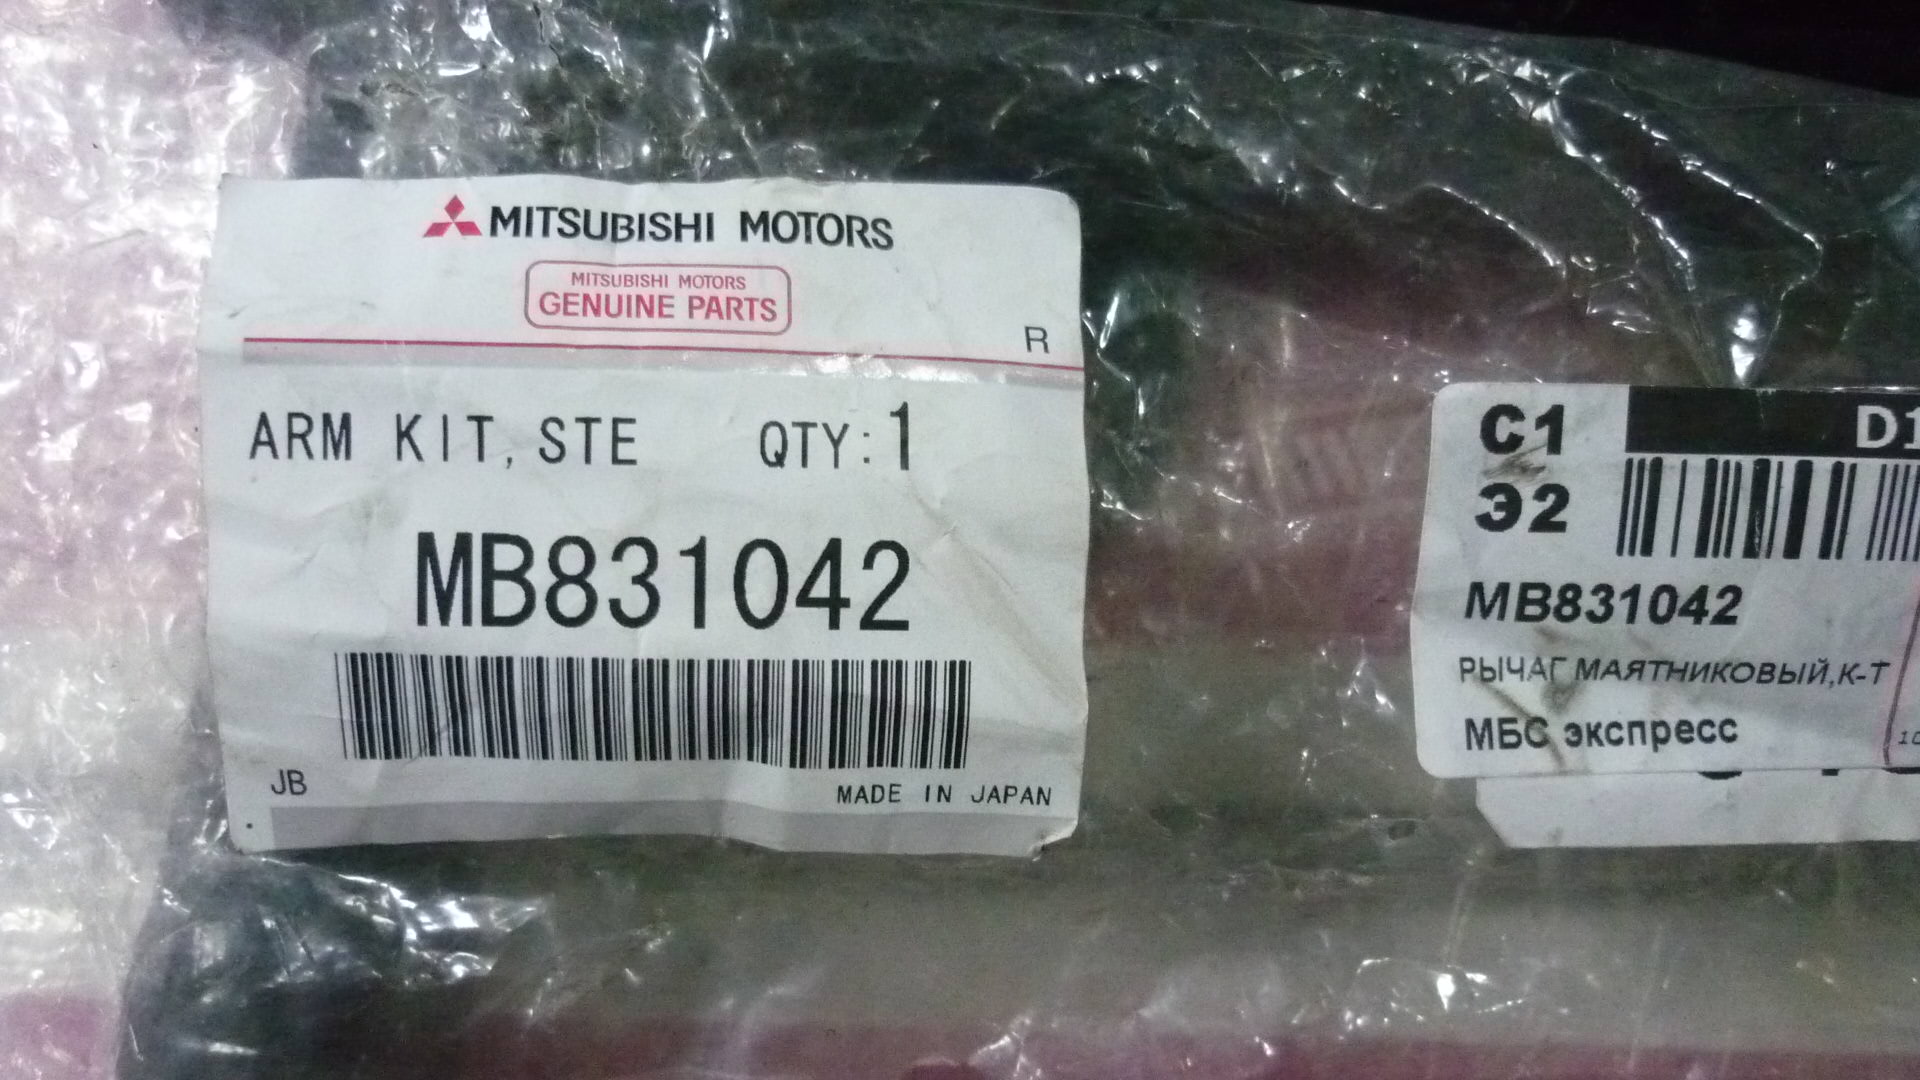 MITSUBISHI MOTORS
MITSUBISHI MOTORS
GENUINE PARTS
R
ARM KIT, STE QTY:1
MB831042
JB
MADE IN JAPAN
C1
Э2
MB831042
РЫЧАГ МАЯТНИКОВЫЙ,К-Т
МБС экспресс